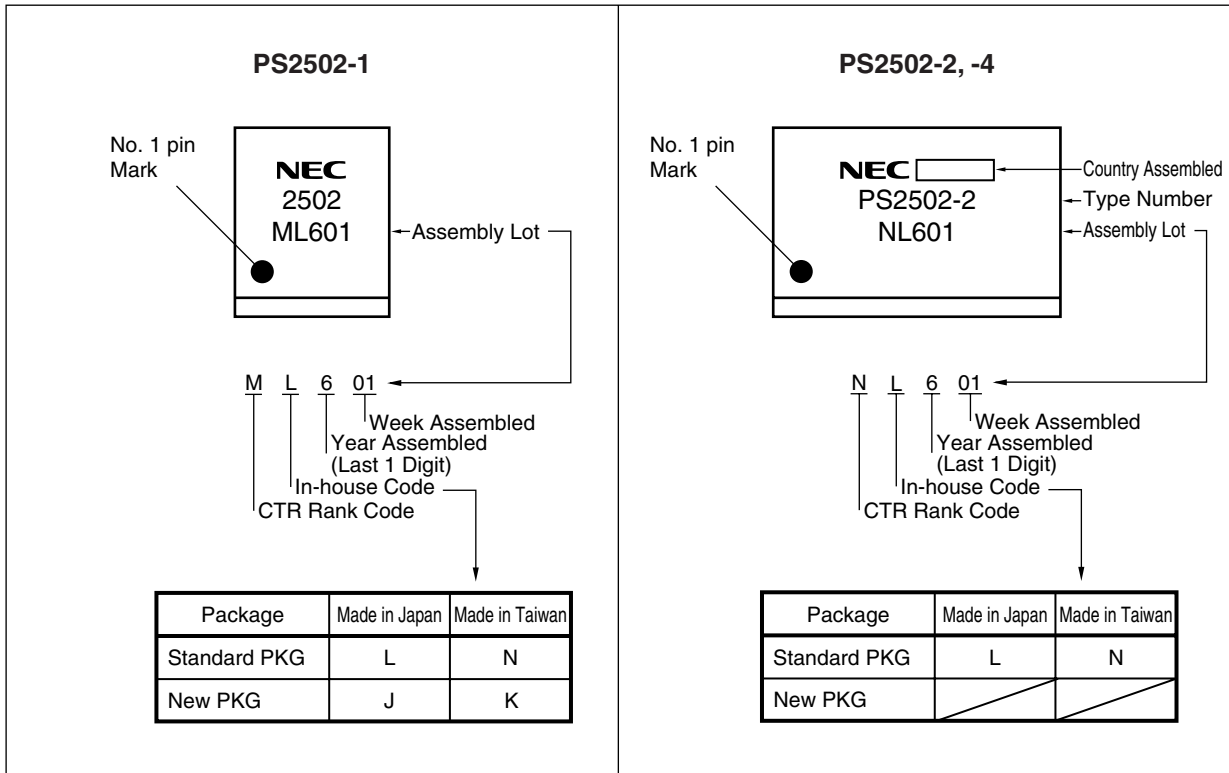 PS2502-1
No. 1 pin
Mark
NEC
2502
ML601
Assembly Lot
M L 6 01
Week Assembled
Year Assembled
(Last 1 Digit)
In-house Code
CTR Rank Code
Package Made in Japan Made in Taiwan
Standard PKG L N
New PKG J K
PS2502-2, -4
No. 1 pin
Mark
NEC
PS2502-2
NL601
Country Assembled
Type Number
Assembly Lot
N L 6 01
Week Assembled
Year Assembled
(Last 1 Digit)
In-house Code
CTR Rank Code
Package Made in Japan Made in Taiwan
Standard PKG L N
New PKG